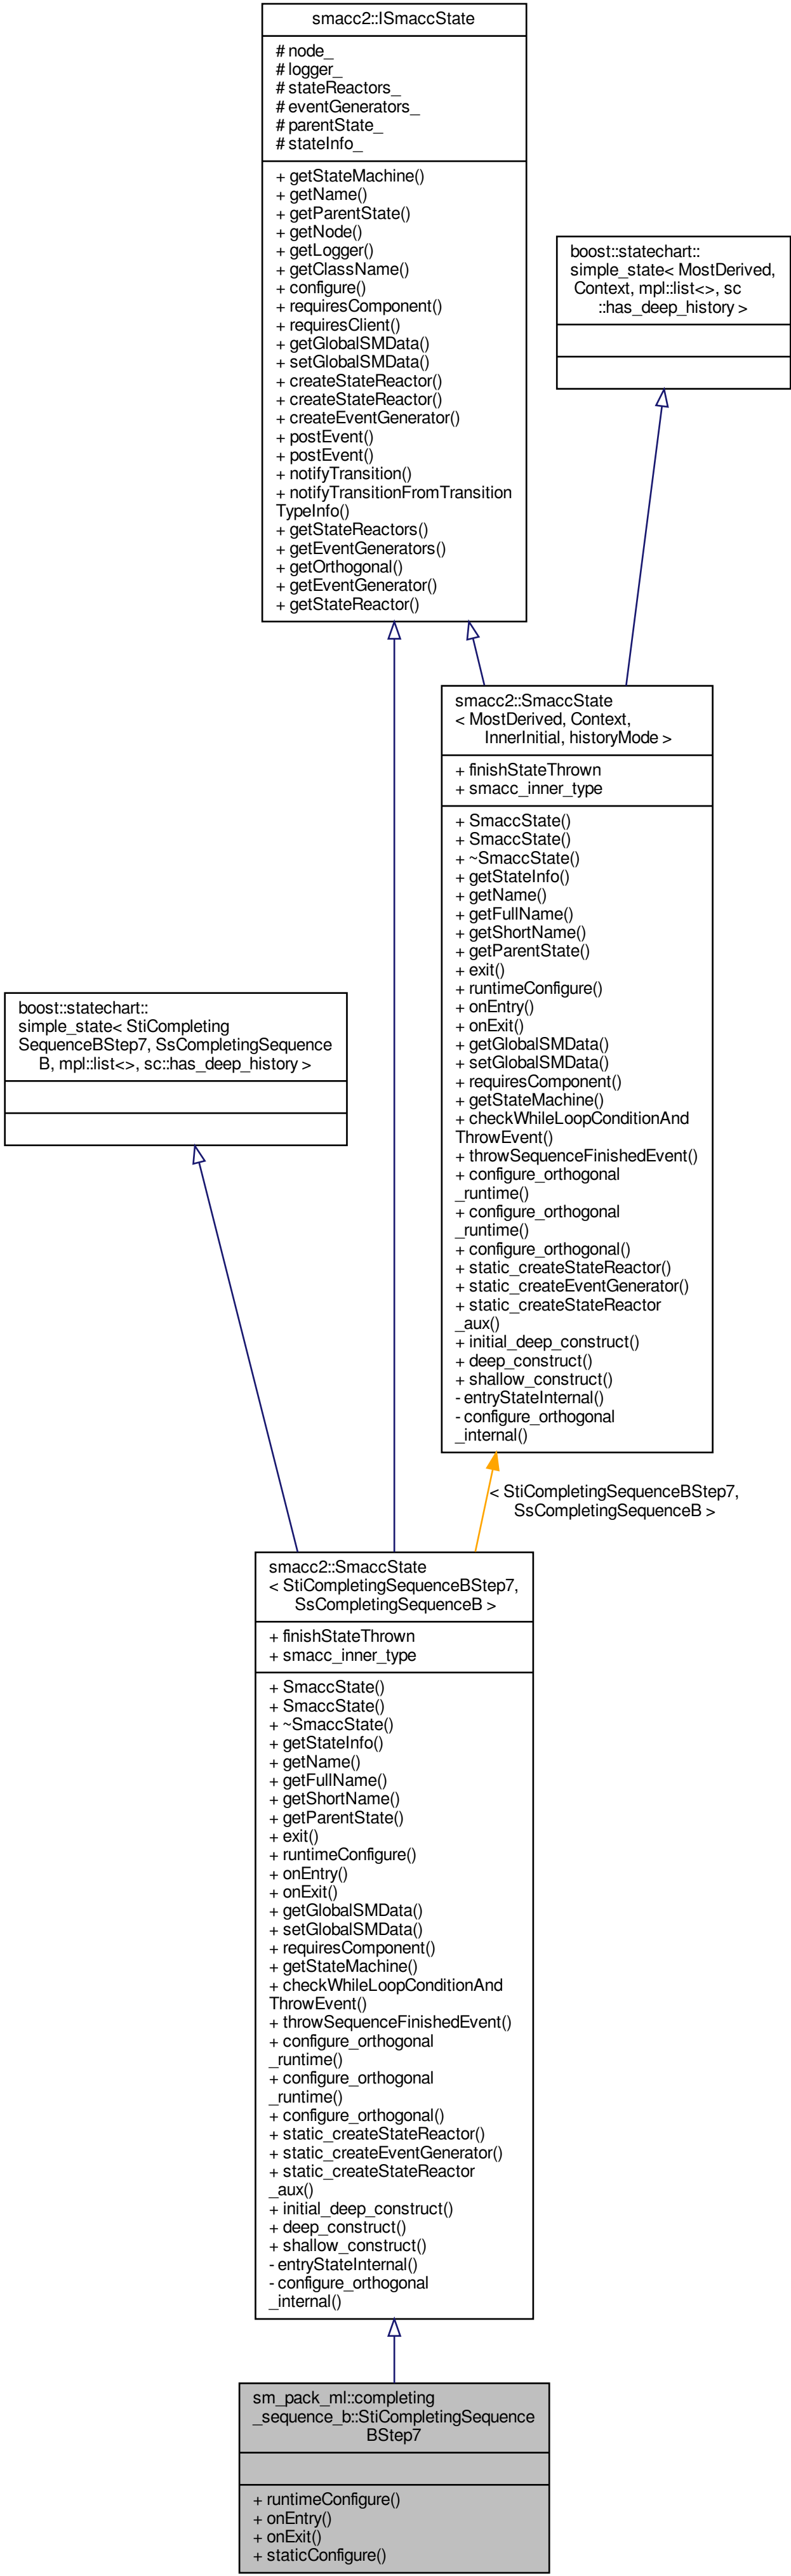 smacc2::ISmaccState
# node_
# logger_
# stateReactors_
# eventGenerators_
# parentState_
# stateInfo_
+ getStateMachine()
+ getName()
+ getParentState()
+ getNode()
+ getLogger()
+ getClassName()
+ configure()
+ requiresComponent()
+ requiresClient()
+ getGlobalSMData()
+ setGlobalSMData()
+ createStateReactor()
+ createStateReactor()
+ createEventGenerator()
+ postEvent()
+ postEvent()
+ notifyTransition()
+ notifyTransitionFromTransition
TypeInfo()
+ getStateReactors()
+ getEventGenerators()
+ getOrthogonal()
+ getEventGenerator()
+ getStateReactor()
boost::statechart::
simple_state< MostDerived,
Context, mpl::list<>, sc
::has_deep_history >
smacc2::SmaccState
< MostDerived, Context,
InnerInitial, historyMode >
+ finishStateThrown
+ smacc_inner_type
+ SmaccState()
+ SmaccState()
+ ~SmaccState()
+ getStateInfo()
+ getName()
+ getFullName()
+ getShortName()
+ getParentState()
+ exit()
+ runtimeConfigure()
+ onEntry()
+ onExit()
+ getGlobalSMData()
+ setGlobalSMData()
+ requiresComponent()
+ getStateMachine()
+ checkWhileLoopConditionAnd
ThrowEvent()
+ throwSequenceFinishedEvent()
+ configure_orthogonal
_runtime()
+ configure_orthogonal
_runtime()
+ configure_orthogonal()
+ static_createStateReactor()
+ static_createEventGenerator()
+ static_createStateReactor
_aux()
+ initial_deep_construct()
+ deep_construct()
+ shallow_construct()
- entryStateInternal()
- configure_orthogonal
_internal()
boost::statechart::
simple_state< StiCompleting
SequenceBStep7, SsCompletingSequence
B, mpl::list<>, sc::has_deep_history >
< StiCompletingSequenceBStep7,
SsCompletingSequenceB >
smacc2::SmaccState
< StiCompletingSequenceBStep7,
SsCompletingSequenceB >
+ finishStateThrown
+ smacc_inner_type
+ SmaccState()
+ SmaccState()
+ ~SmaccState()
+ getStateInfo()
+ getName()
+ getFullName()
+ getShortName()
+ getParentState()
+ exit()
+ runtimeConfigure()
+ onEntry()
+ onExit()
+ getGlobalSMData()
+ setGlobalSMData()
+ requiresComponent()
+ getStateMachine()
+ checkWhileLoopConditionAnd
ThrowEvent()
+ throwSequenceFinishedEvent()
+ configure_orthogonal
_runtime()
+ configure_orthogonal
_runtime()
+ configure_orthogonal()
+ static_createStateReactor()
+ static_createEventGenerator()
+ static_createStateReactor
_aux()
+ initial_deep_construct()
+ deep_construct()
+ shallow_construct()
- entryStateInternal()
- configure_orthogonal
_internal()
sm_pack_ml::completing
_sequence_b::StiCompletingSequence
BStep7
+ runtimeConfigure()
+ onEntry()
+ onExit()
+ staticConfigure()